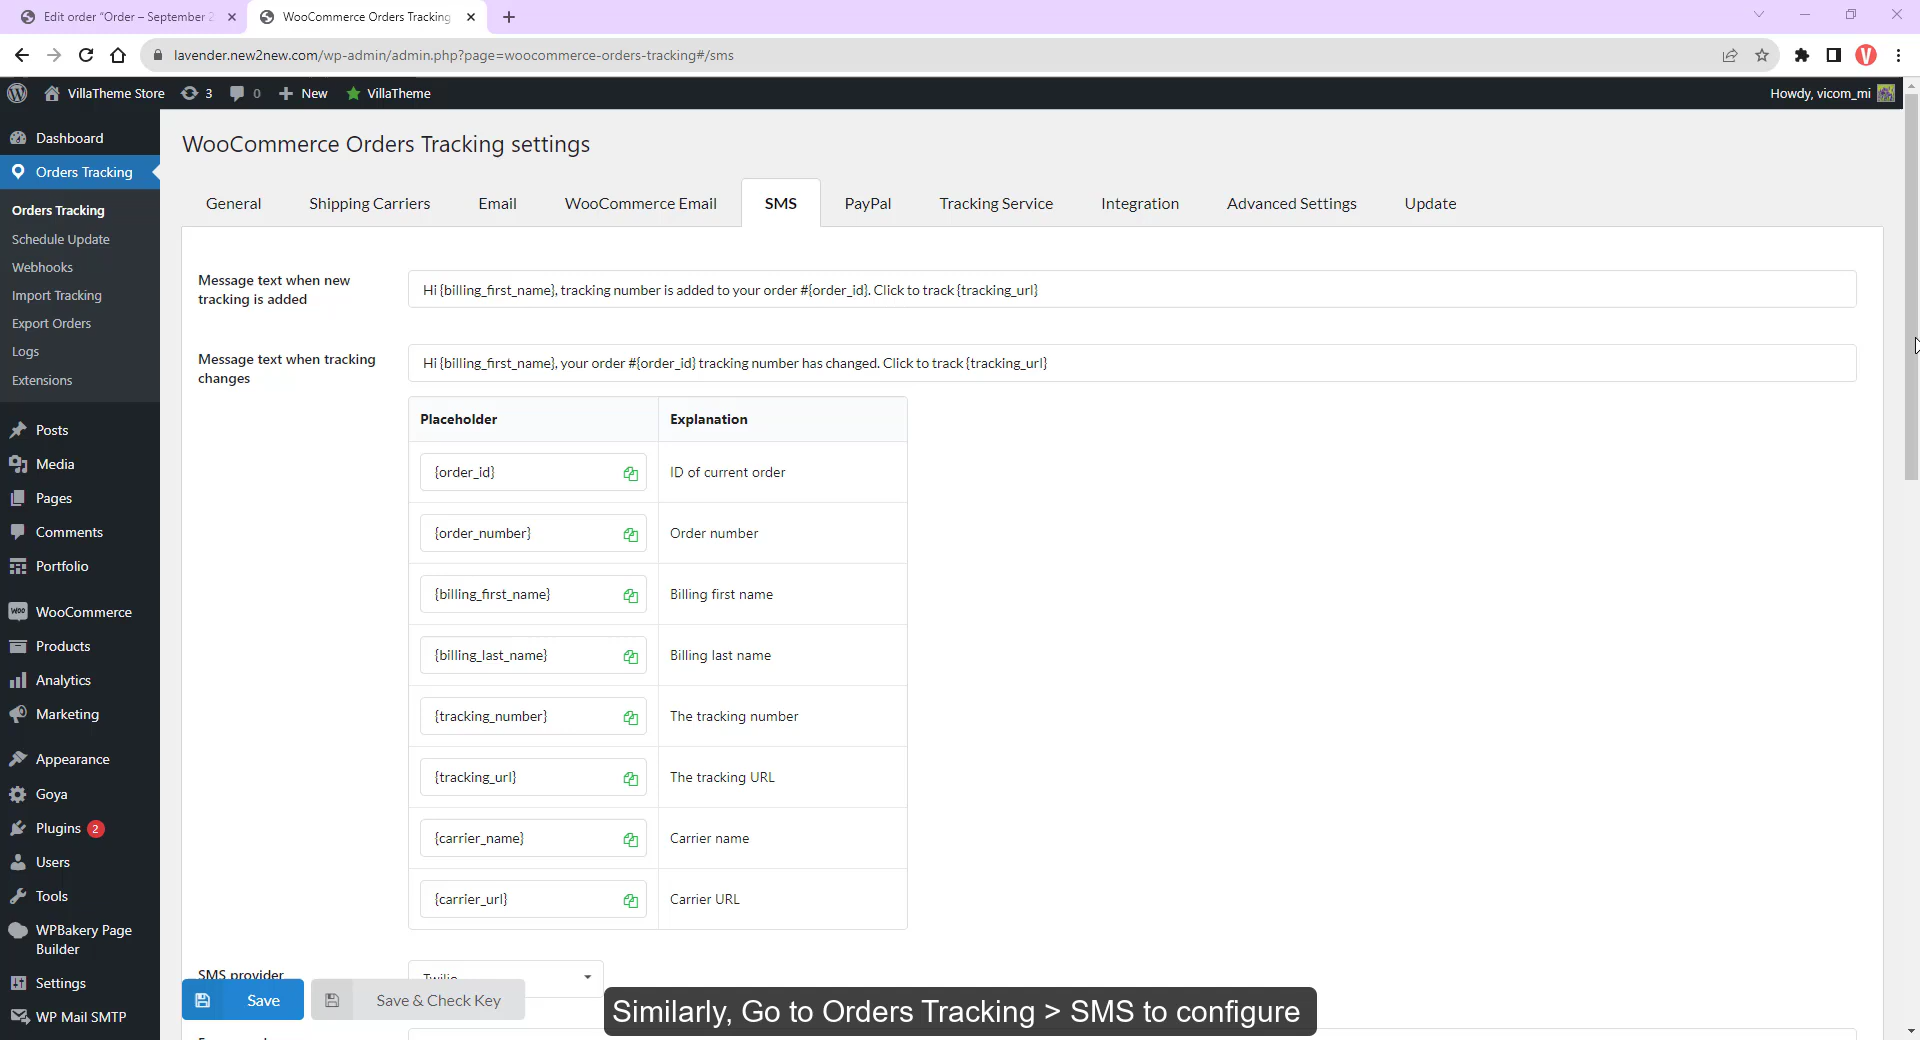 Edit order “Order – September 2
WooCommerce Orders Tracking
lavender.new2new.com/wp-admin/admin.php?page=woocommerce-orders-tracking#/sms
VillaTheme Store
3
0
New
VillaTheme
Howdy, vicom_mi
Dashboard
Orders Tracking
Orders Tracking
Schedule Update
Webhooks
Import Tracking
Export Orders
Logs
Extensions
Posts
Media
Pages
Comments
Portfolio
WooCommerce
Products
Analytics
Marketing
Appearance
Goya
Plugins 2
Users
Tools
WPBakery Page
Builder
Settings
WP Mail SMTP
WooCommerce Orders Tracking settings
General
Shipping Carriers
Email
WooCommerce Email
SMS
PayPal
Tracking Service
Integration
Advanced Settings
Update
Message text when new
tracking is added
Hi {billing_first_name}, tracking number is added to your order #{order_id}. Click to track {tracking_url}
Message text when tracking
changes
Hi {billing_first_name}, your order #{order_id} tracking number has changed. Click to track {tracking_url}
Placeholder
Explanation
{order_id}
ID of current order
{order_number}
Order number
{billing_first_name}
Billing first name
{billing_last_name}
Billing last name
{tracking_number}
The tracking number
{tracking_url}
The tracking URL
{carrier_name}
Carrier name
{carrier_url}
Carrier URL
SMS provider
Twilio
Save
Save & Check Key
Similarly, Go to Orders Tracking > SMS to configure